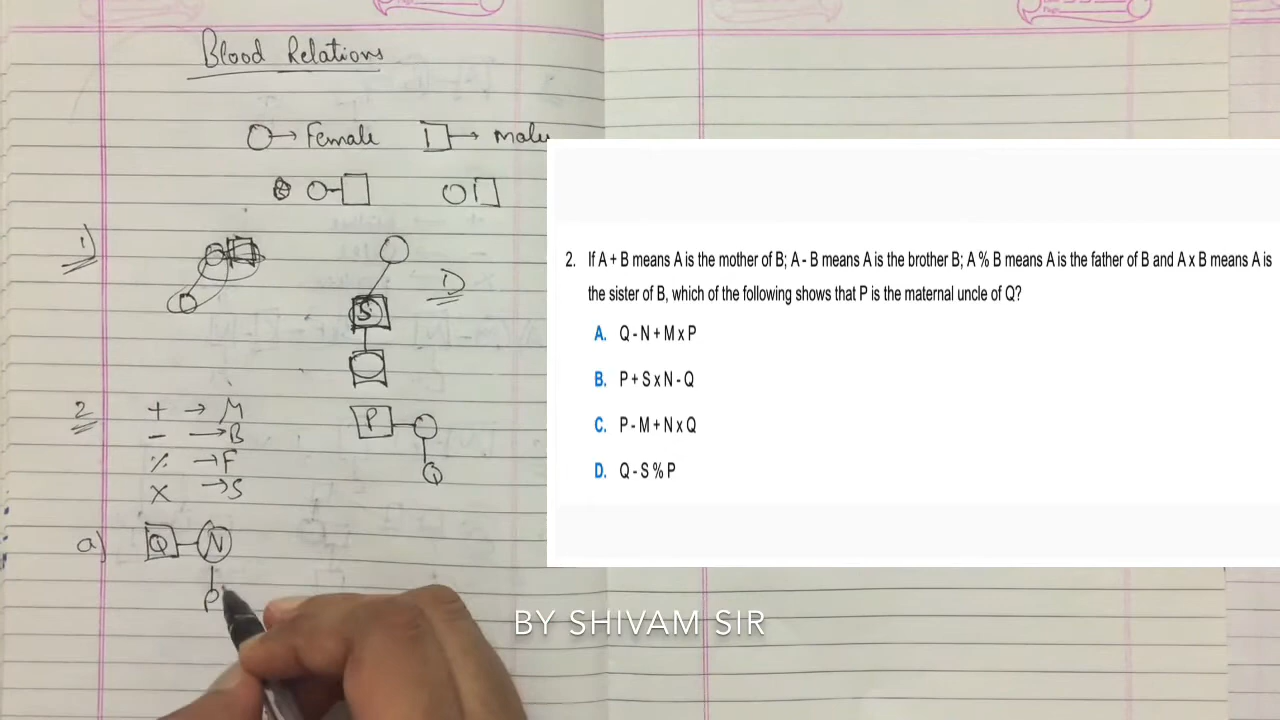 Blood Relations
○→ Female □→ male
1)
S
D
2
+ → M
- → B
% → F
x → S
P
Q
a) Q - N
P
2. If A + B means A is the mother of B; A - B means A is the brother B; A % B means A is the father of B and A x B means A is
the sister of B, which of the following shows that P is the maternal uncle of Q?
A. Q - N + M x P
B. P + S x N - Q
C. P - M + N x Q
D. Q - S % P
BY SHIVAM SIR